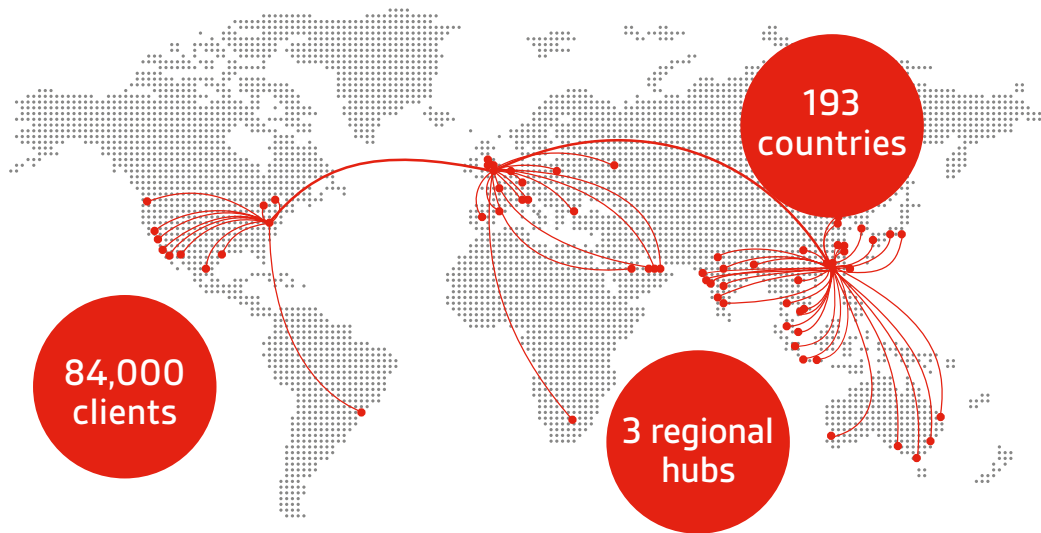 193
countries
84,000
clients
3 regional
hubs